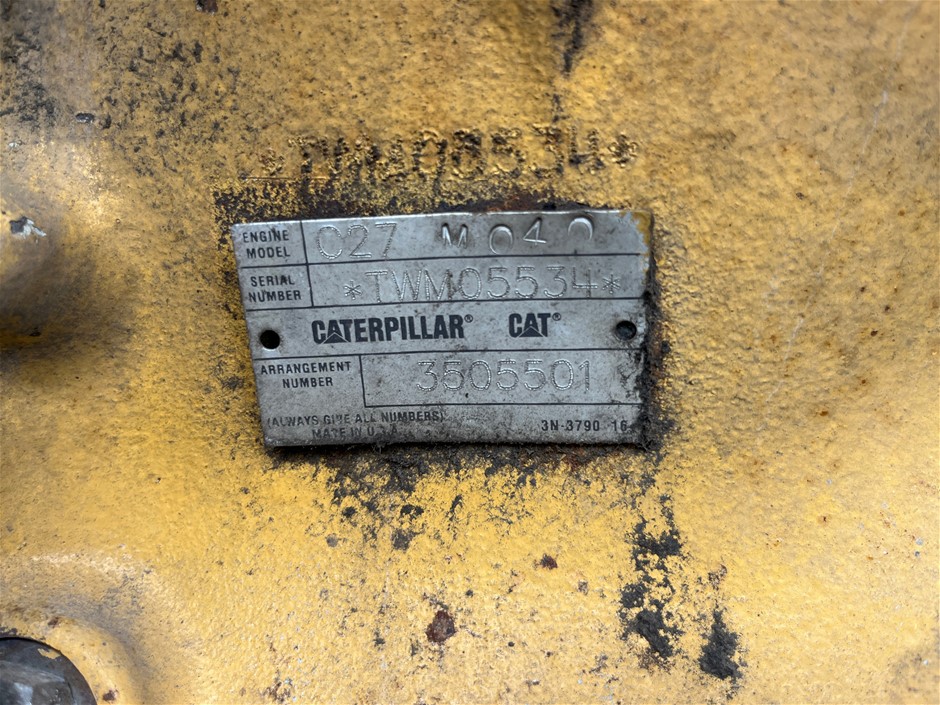 *TWM05534*
ENGINE MODEL 027 M040
SERIAL NUMBER *TWM05534*
CATERPILLAR® CAT®
ARRANGEMENT NUMBER 3505501
(ALWAYS GIVE ALL NUMBERS)
MADE IN U.S.A. 3N-3790 16